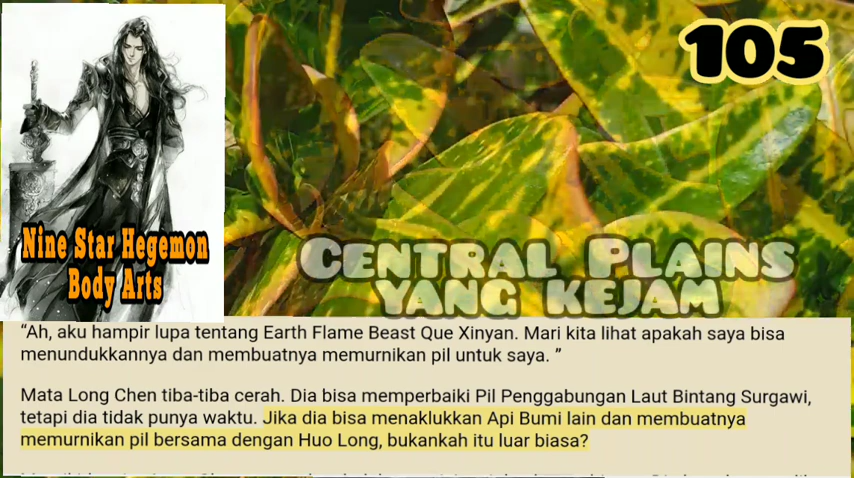 105
Nine Star Hegemon
Body Arts
Central Plains
yang kejam
“Ah, aku hampir lupa tentang Earth Flame Beast Que Xinyan. Mari kita lihat apakah saya bisa
menundukkannya dan membuatnya memurnikan pil untuk saya. ”
Mata Long Chen tiba-tiba cerah. Dia bisa memperbaiki Pil Penggabungan Laut Bintang Surgawi,
tetapi dia tidak punya waktu. Jika dia bisa menaklukkan Api Bumi lain dan membuatnya
memurnikan pil bersama dengan Huo Long, bukankah itu luar biasa?